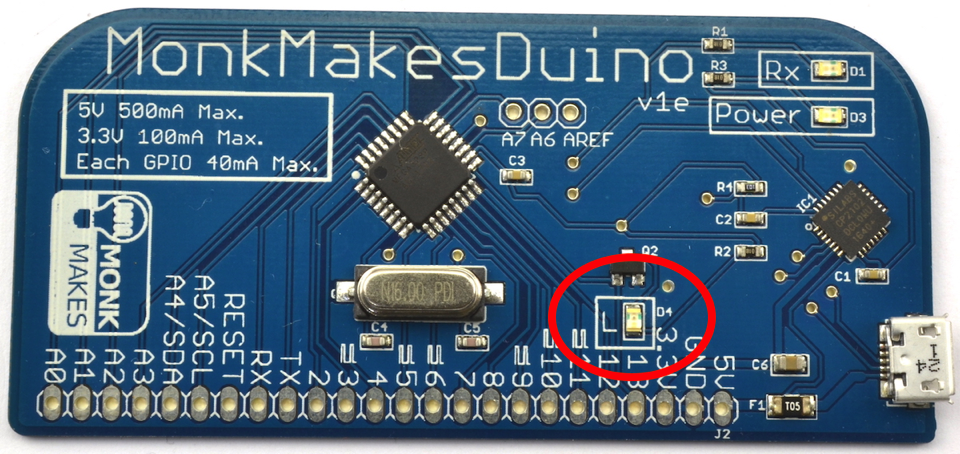 MonkMakesDuino
v1e
R1
R3
Rx
D1
Power
D3
5V 500mA Max.
3.3V 100mA Max.
Each GPIO 40mA Max.
A7 A6 AREF
C3
R4
C2
R2
IC1
C1
MONK
MAKES
Q2
D4
L
N16.00 PDI
C4
C5
C6
F1
T05
J2
A0
A1
A2
A3
A4/SDA
A5/SCL
RESET
RX
TX
2
3
4
5
6
7
8
9
10
11
12
13
3.3V
GND
5V